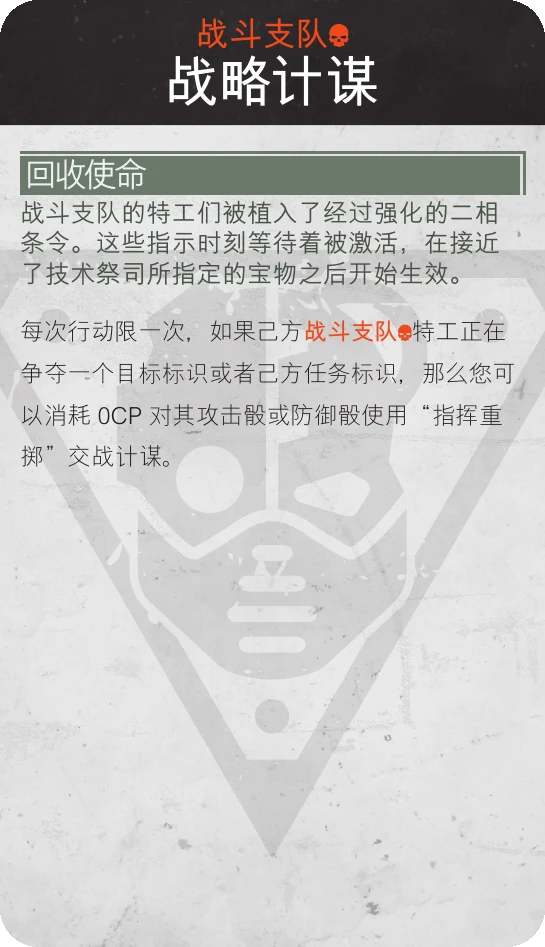 战斗支队
战略计谋
回收使命
战斗支队的特工们被植入了经过强化的二相
条令。这些指示时刻等待着被激活，在接近
了技术祭司所指定的宝物之后开始生效。
每次行动限一次，如果己方战斗支队特工正在
争夺一个目标标识或者己方任务标识，那么您可
以消耗 0CP 对其攻击骰或防御骰使用“指挥重
掷”交战计谋。